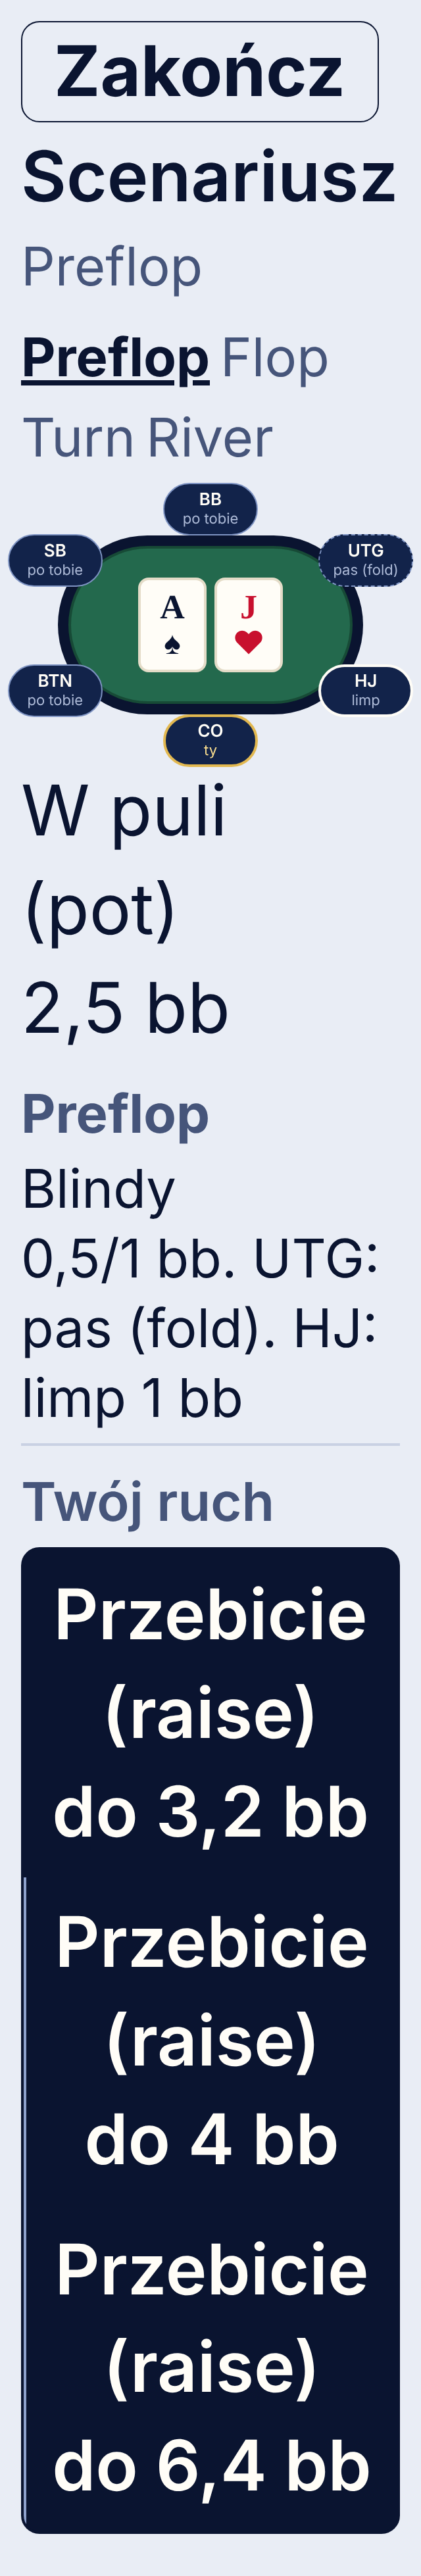 Zakończ
Scenariusz
Preflop
Preflop Flop
Turn River
BB
po tobie
SB
po tobie
UTG
pas (fold)
A
♠
J
♥
BTN
po tobie
HJ
limp
CO
ty
W puli
(pot)
2,5 bb
Preflop
Blindy
0,5/1 bb. UTG:
pas (fold). HJ:
limp 1 bb
Twój ruch
Przebicie
(raise)
do 3,2 bb
Przebicie
(raise)
do 4 bb
Przebicie
(raise)
do 6,4 bb